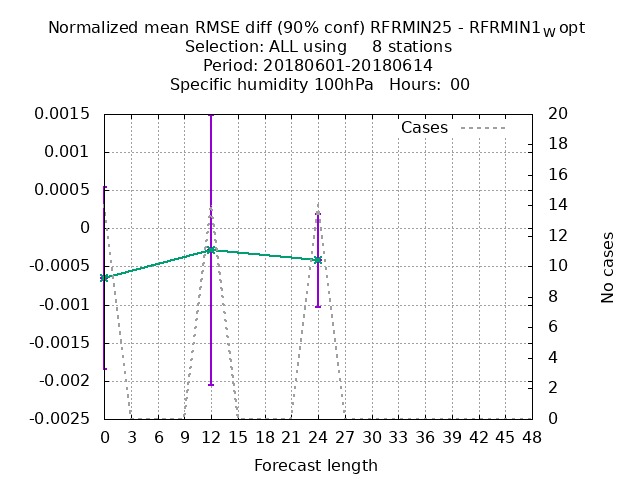 Normalized mean RMSE diff (90% conf) RFRMIN25 - RFRMIN1wopt
Selection: ALL using 8 stations
Period: 20180601-20180614
Specific humidity 100hPa Hours: 00
Cases
0.0015
0.001
0.0005
0
-0.0005
-0.001
-0.0015
-0.002
-0.0025
20
18
16
14
12
10
8
6
4
2
0
No cases
0 3 6 9 12 15 18 21 24 27 30 33 36 39 42 45 48
Forecast length